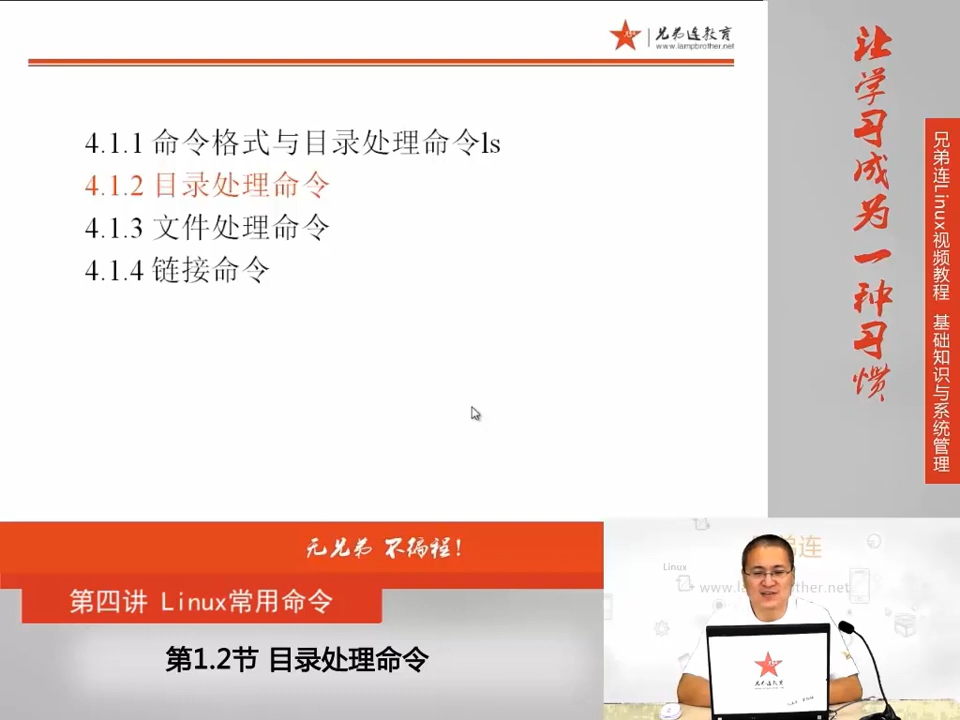 兄弟连教育
www.lampbrother.net
4.1.1 命令格式与目录处理命令ls
4.1.2 目录处理命令
4.1.3 文件处理命令
4.1.4 链接命令
让学习成为一种习惯
兄弟连Linux视频教程 基础知识与系统管理
无兄弟 不编程!
第四讲 Linux常用命令
第1.2节 目录处理命令
Linux
兄弟连教育